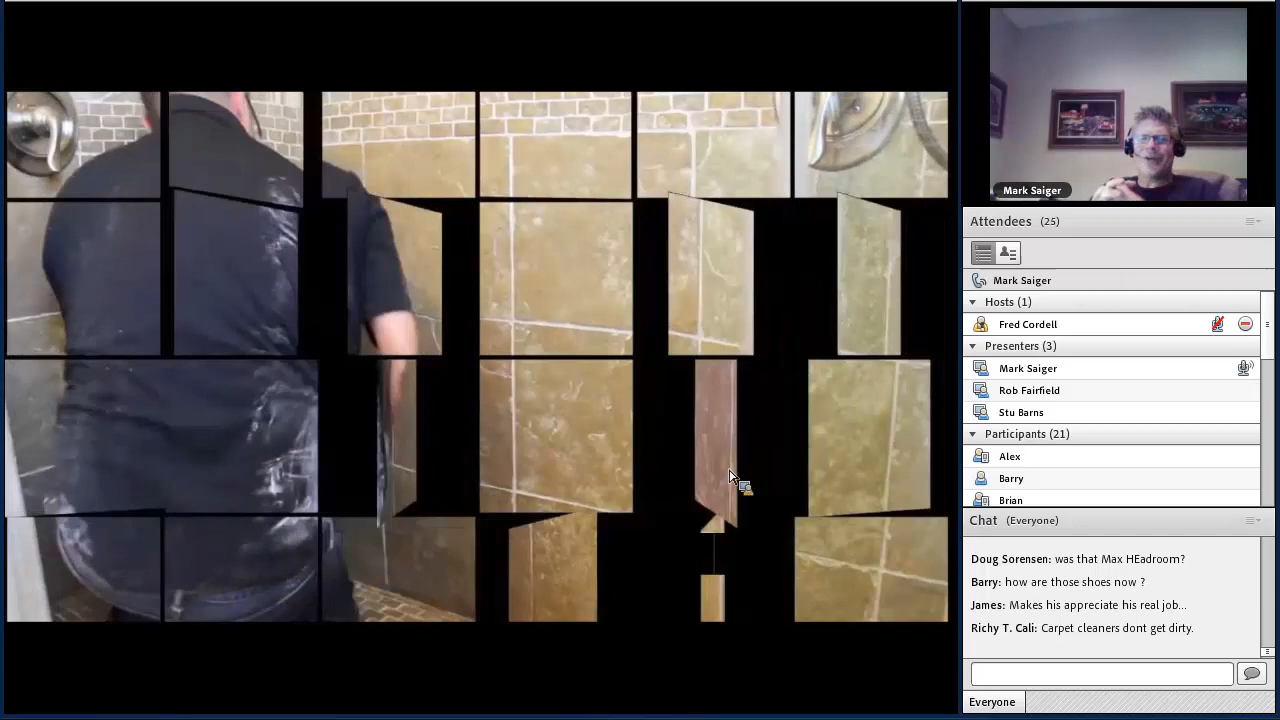 Mark Saiger
Attendees (25)
Mark Saiger
Hosts (1)
Fred Cordell
Presenters (3)
Mark Saiger
Rob Fairfield
Stu Barns
Participants (21)
Alex
Barry
Brian
Chat (Everyone)
Doug Sorensen: was that Max HEadroom?
Barry: how are those shoes now ?
James: Makes his appreciate his real job...
Richy T. Cali: Carpet cleaners dont get dirty.
Everyone